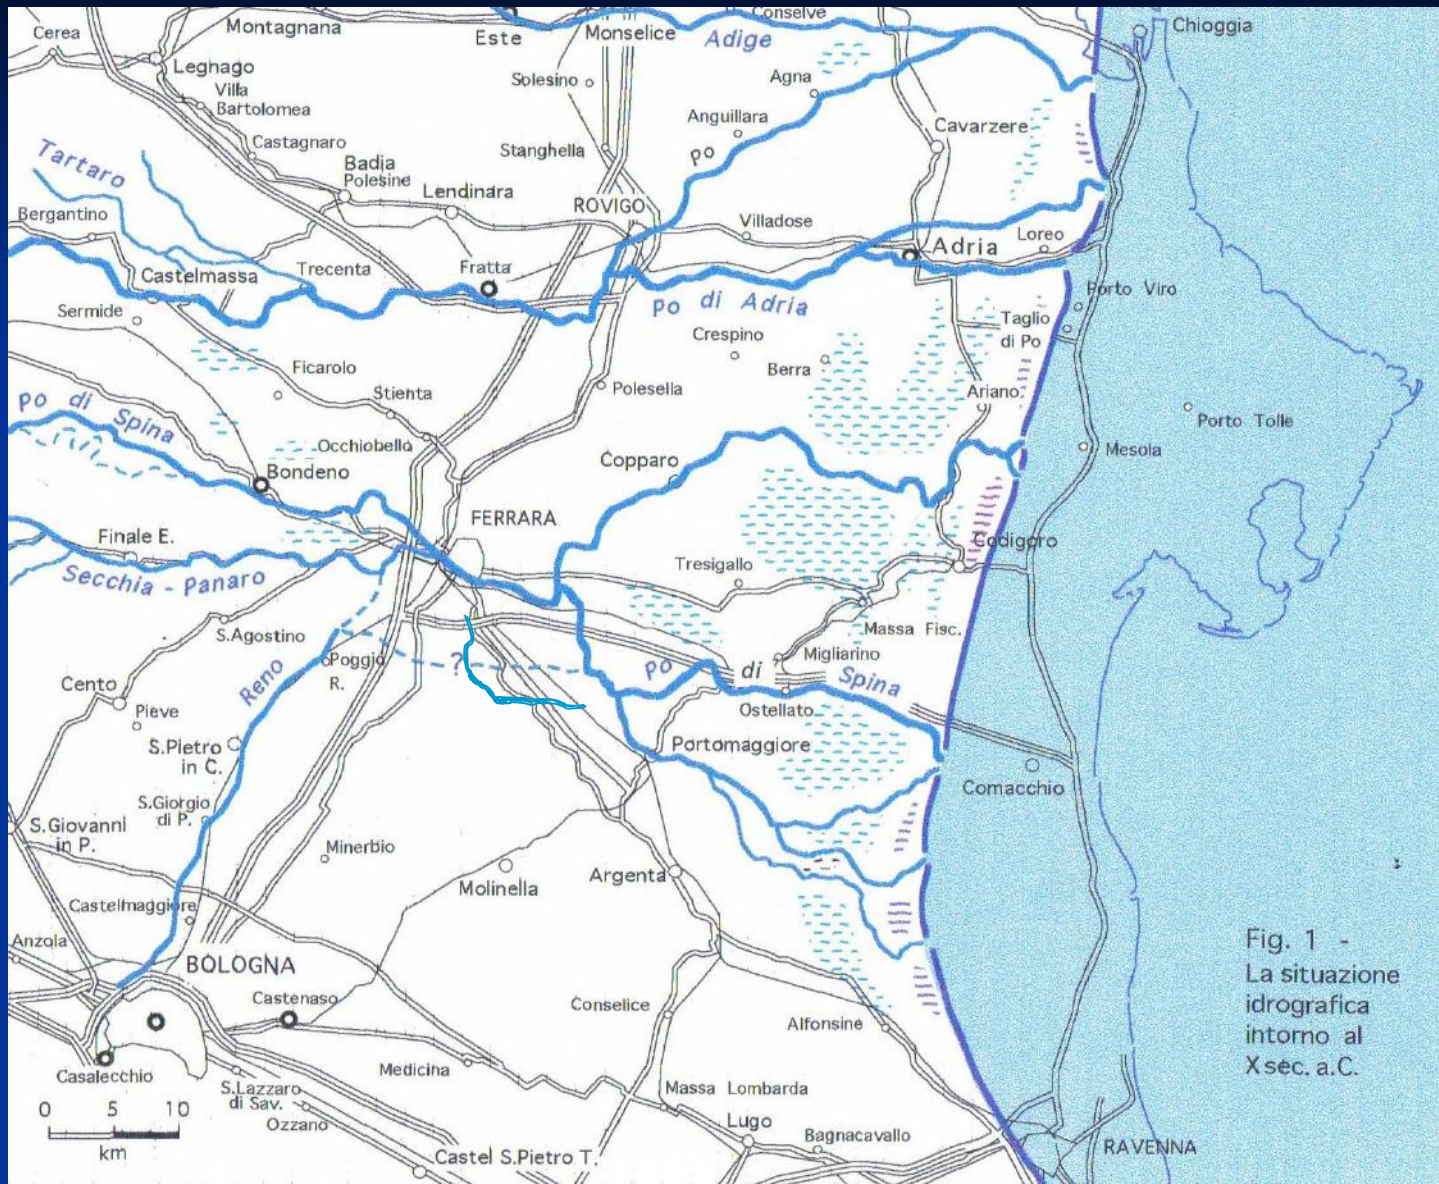 Cerea
Montagnana
Este
Monselice
Adige
Conselve
Chioggia
Leghago
Villa
Bartolomea
Solesino
Agna
Anguillara
Cavarzere
Castagnaro
Stanghella
Po
Tartaro
Badia
Polesine
Lendinara
ROVIGO
Villadose
Bergantino
Loreo
Adria
Castelmassa
Trecenta
Fratta
Po di Adria
Porto Viro
Sermide
Taglio
di Po
Crespino
Berra
Ficarolo
Stienta
Polesella
Ariano
Porto Tolle
Po di Spina
Occhiobello
Copparo
Mesola
Bondeno
FERRARA
Finale E.
Codigoro
Tresigallo
Secchia - Panaro
S.Agostino
Massa Fisc.
Migliarino
Poggio
R.
?
Po di Spina
Reno
Cento
Pieve
Ostellato
S.Pietro
in C.
Portomaggiore
Comacchio
S.Giorgio
di P.
S.Giovanni
in P.
Minerbio
Molinella
Argenta
Castelmaggiore
Anzola
BOLOGNA
Castenaso
Conselice
Alfonsine
Fig. 1 -
La situazione
idrografica
intorno al
X sec. a.C.
Casalecchio
Medicina
S.Lazzaro
di Sav.
Ozzano
Massa Lombarda
Lugo
Bagnacavallo
Castel S.Pietro T.
RAVENNA
0 5 10
km